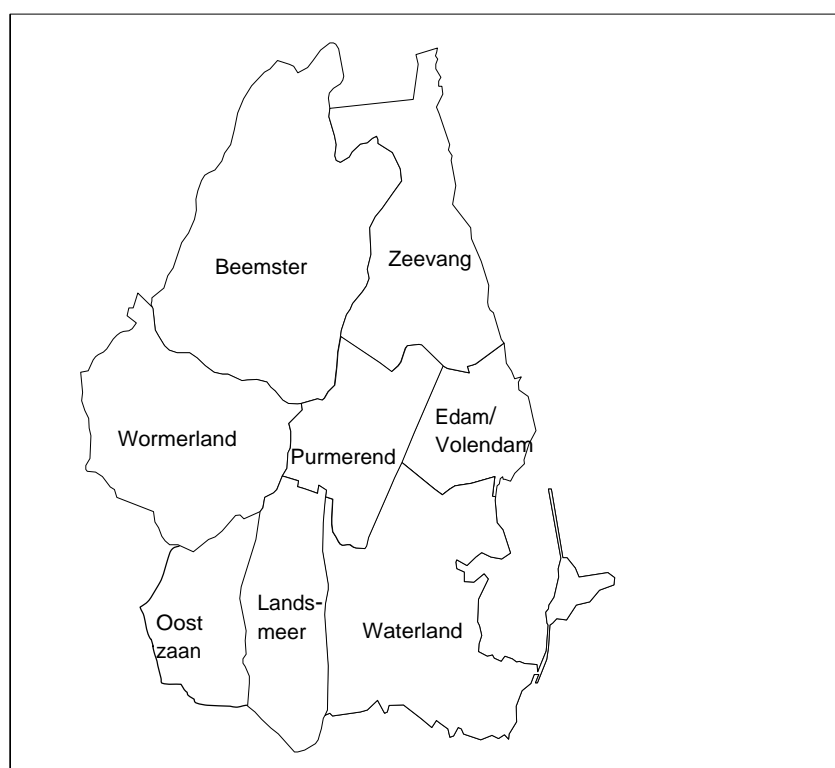 Beemster
Zeevang
Wormerland
Edam/
Volendam
Purmerend
Oost
zaan
Lands-
meer
Waterland